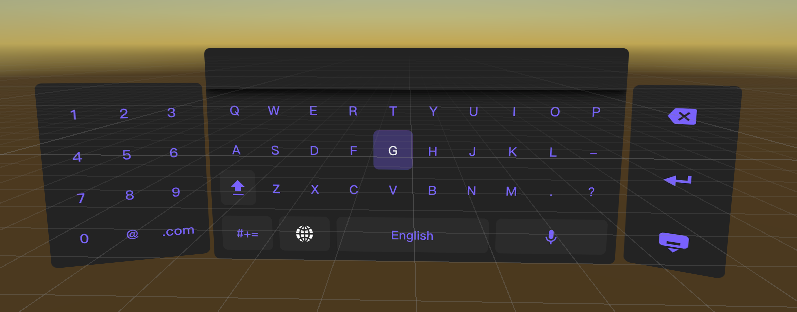 1 2 3
4 5 6
7 8 9
0 @ .com
Q W E R T Y U I O P
A S D F G H J K L –
Z X C V B N M . ?
#+= English